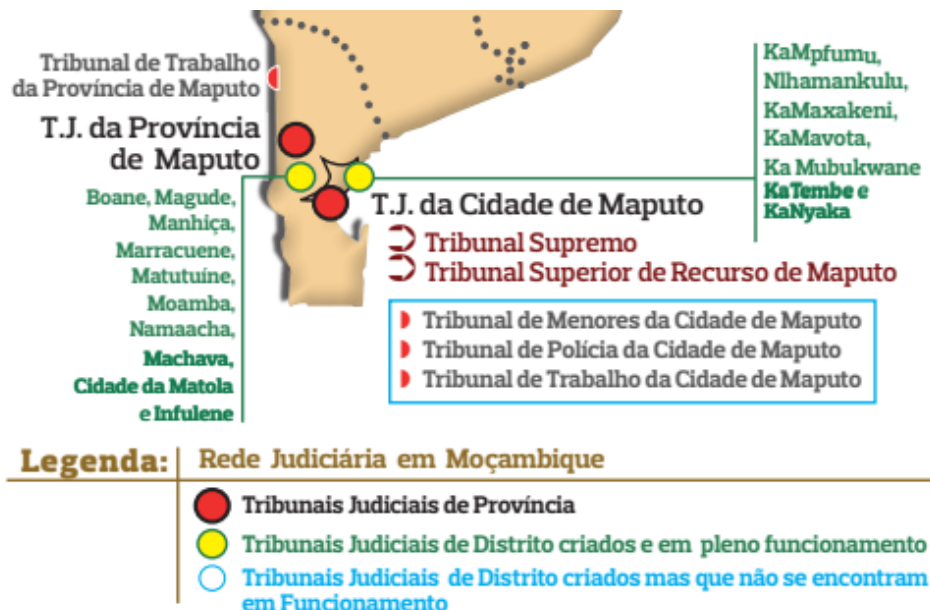 Tribunal de Trabalho
da Província de Maputo
T.J. da Província
de Maputo
Boane, Magude,
Manhiça,
Marracuene,
Matutuíne,
Moamba,
Namaacha,
Machava,
Cidade da Matola
e Infulene
KaMpfumu,
Nlhamankulu,
KaMaxakeni,
KaMavota,
Ka Mubukwane
KaTembe e
KaNyaka
T.J. da Cidade de Maputo
Tribunal Supremo
Tribunal Superior de Recurso de Maputo
Tribunal de Menores da Cidade de Maputo
Tribunal de Polícia da Cidade de Maputo
Tribunal de Trabalho da Cidade de Maputo
Legenda: Rede Judiciária em Moçambique
Tribunais Judiciais de Província
Tribunais Judiciais de Distrito criados e em pleno funcionamento
Tribunais Judiciais de Distrito criados mas que não se encontram
em Funcionamento